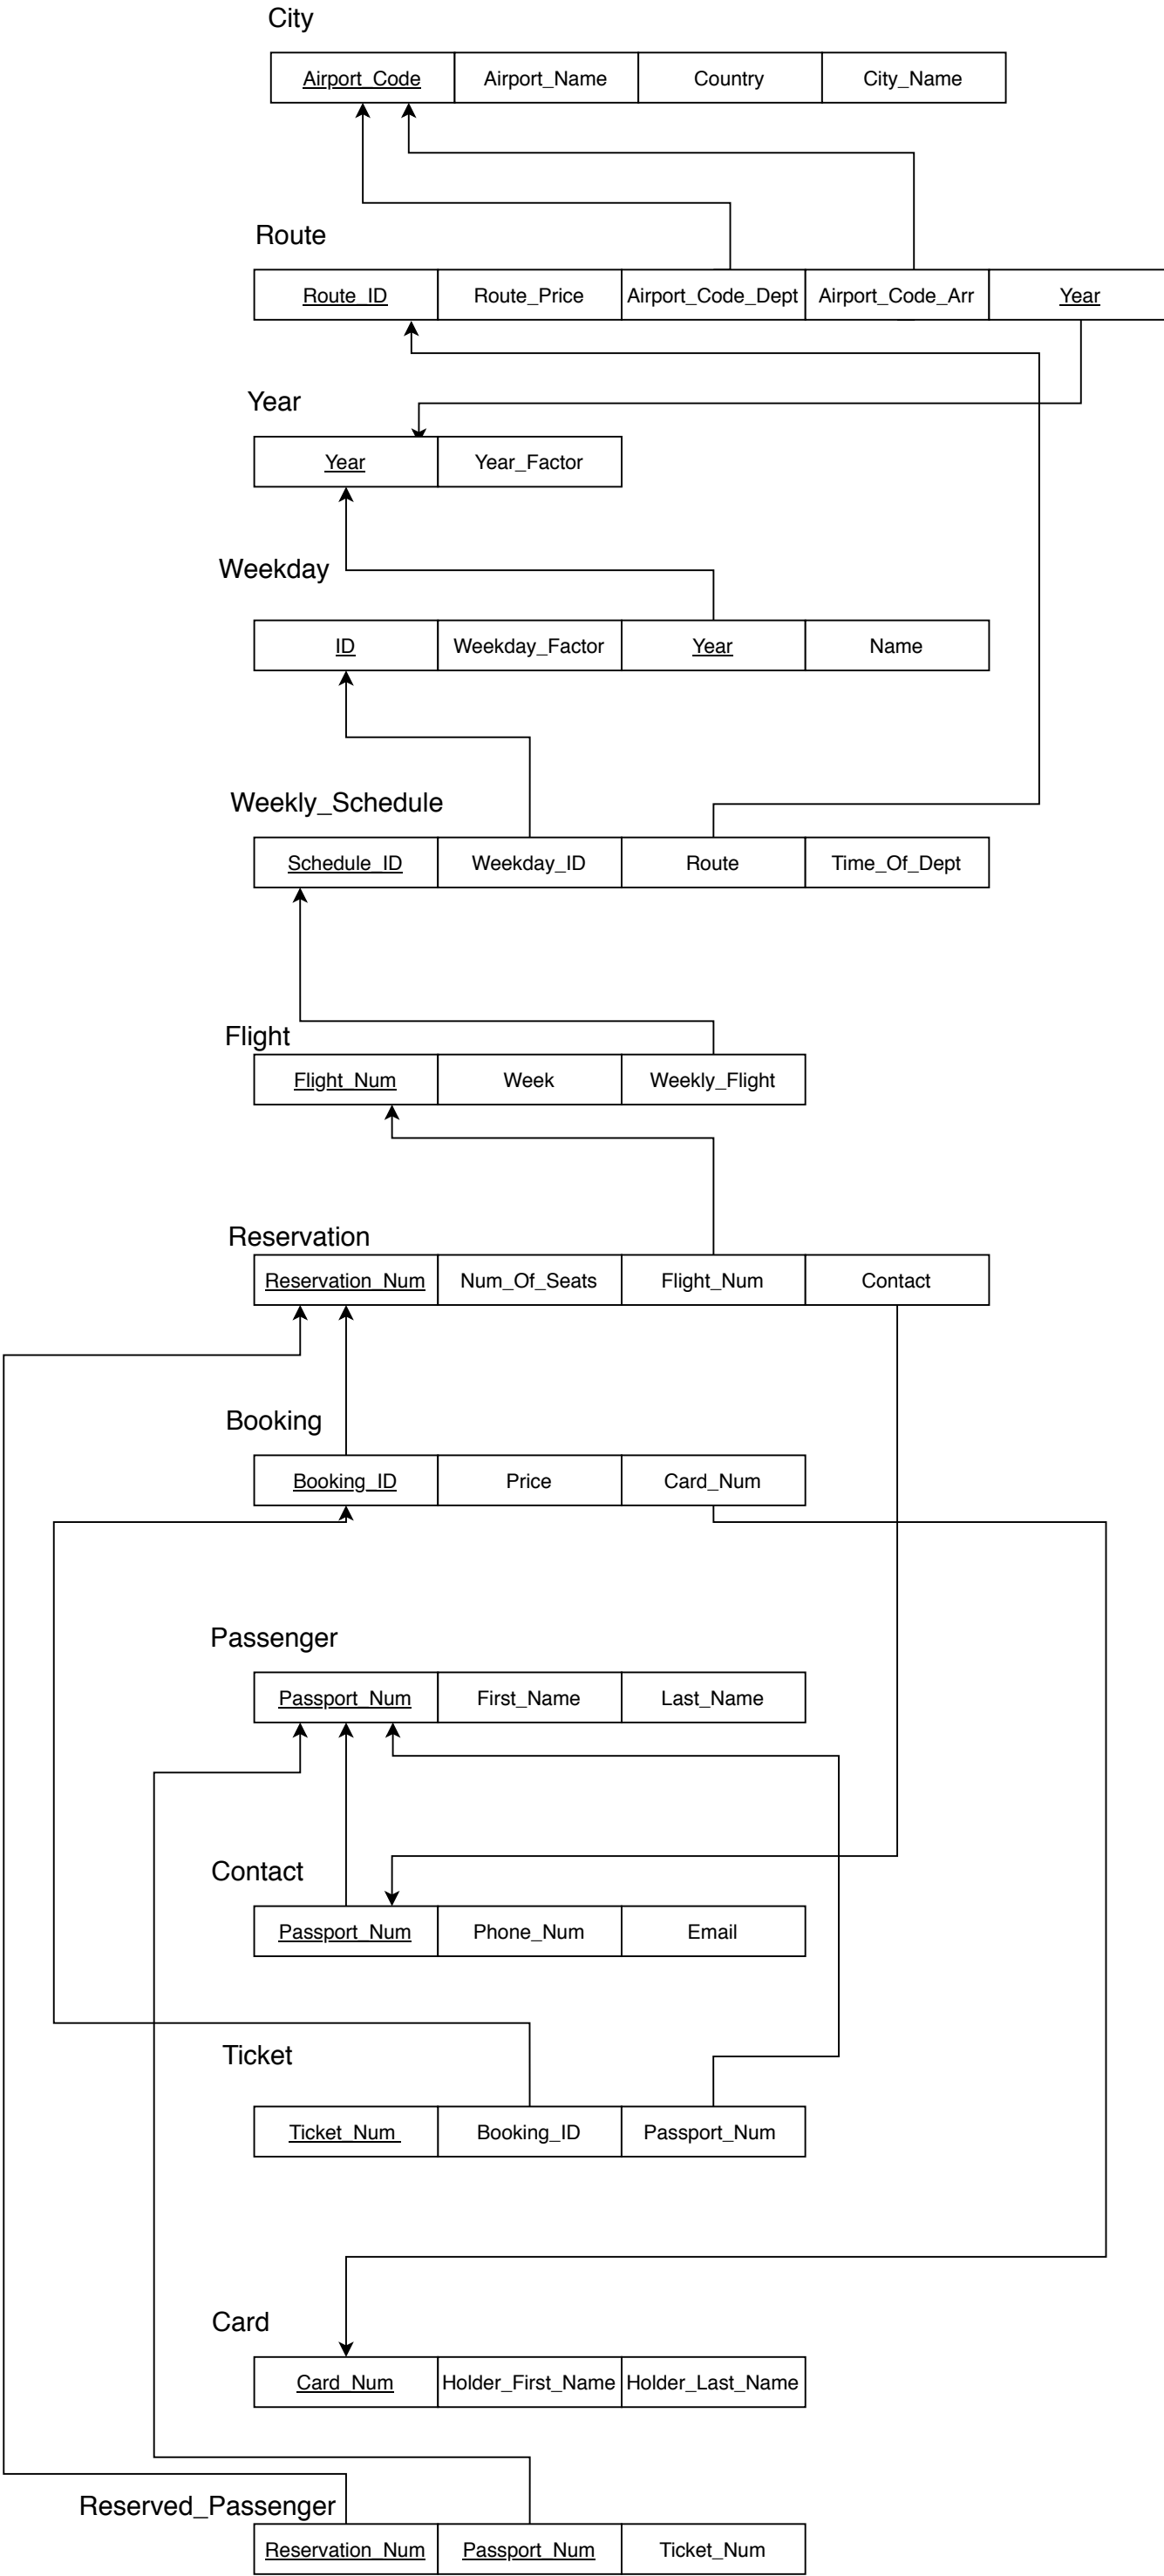 City
Airport_Code Airport_Name Country City_Name
Route
Route_ID Route_Price Airport_Code_Dept Airport_Code_Arr Year
Year
Year Year_Factor
Weekday
ID Weekday_Factor Year Name
Weekly_Schedule
Schedule_ID Weekday_ID Route Time_Of_Dept
Flight
Flight_Num Week Weekly_Flight
Reservation
Reservation_Num Num_Of_Seats Flight_Num Contact
Booking
Booking_ID Price Card_Num
Passenger
Passport_Num First_Name Last_Name
Contact
Passport_Num Phone_Num Email
Ticket
Ticket_Num Booking_ID Passport_Num
Card
Card_Num Holder_First_Name Holder_Last_Name
Reserved_Passenger
Reservation_Num Passport_Num Ticket_Num